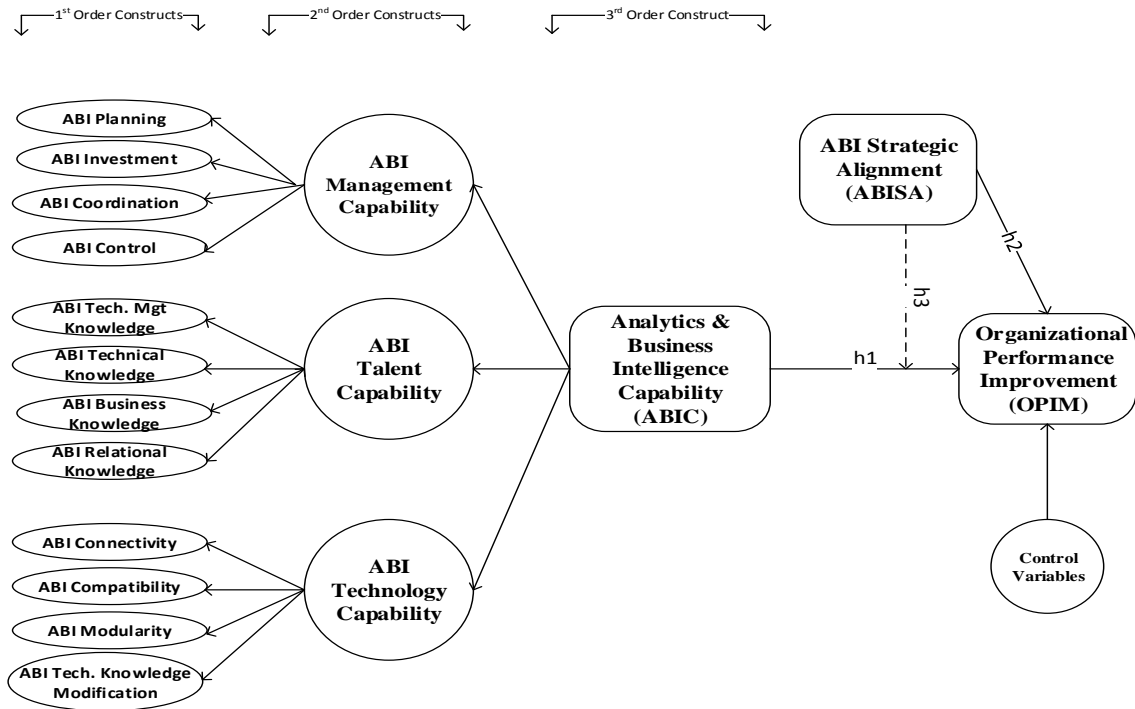 1st Order Constructs
2nd Order Constructs
3rd Order Construct
ABI Planning
ABI Investment
ABI Coordination
ABI Control
ABI Tech. Mgt
Knowledge
ABI Technical
Knowledge
ABI Business
Knowledge
ABI Relational
Knowledge
ABI Connectivity
ABI Compatibility
ABI Modularity
ABI Tech. Knowledge
Modification
ABI
Management
Capability
ABI
Talent
Capability
ABI
Technology
Capability
Analytics &
Business
Intelligence
Capability
(ABIC)
ABI Strategic
Alignment
(ABISA)
h1
h2
h3
Organizational
Performance
Improvement
(OPIM)
Control
Variables